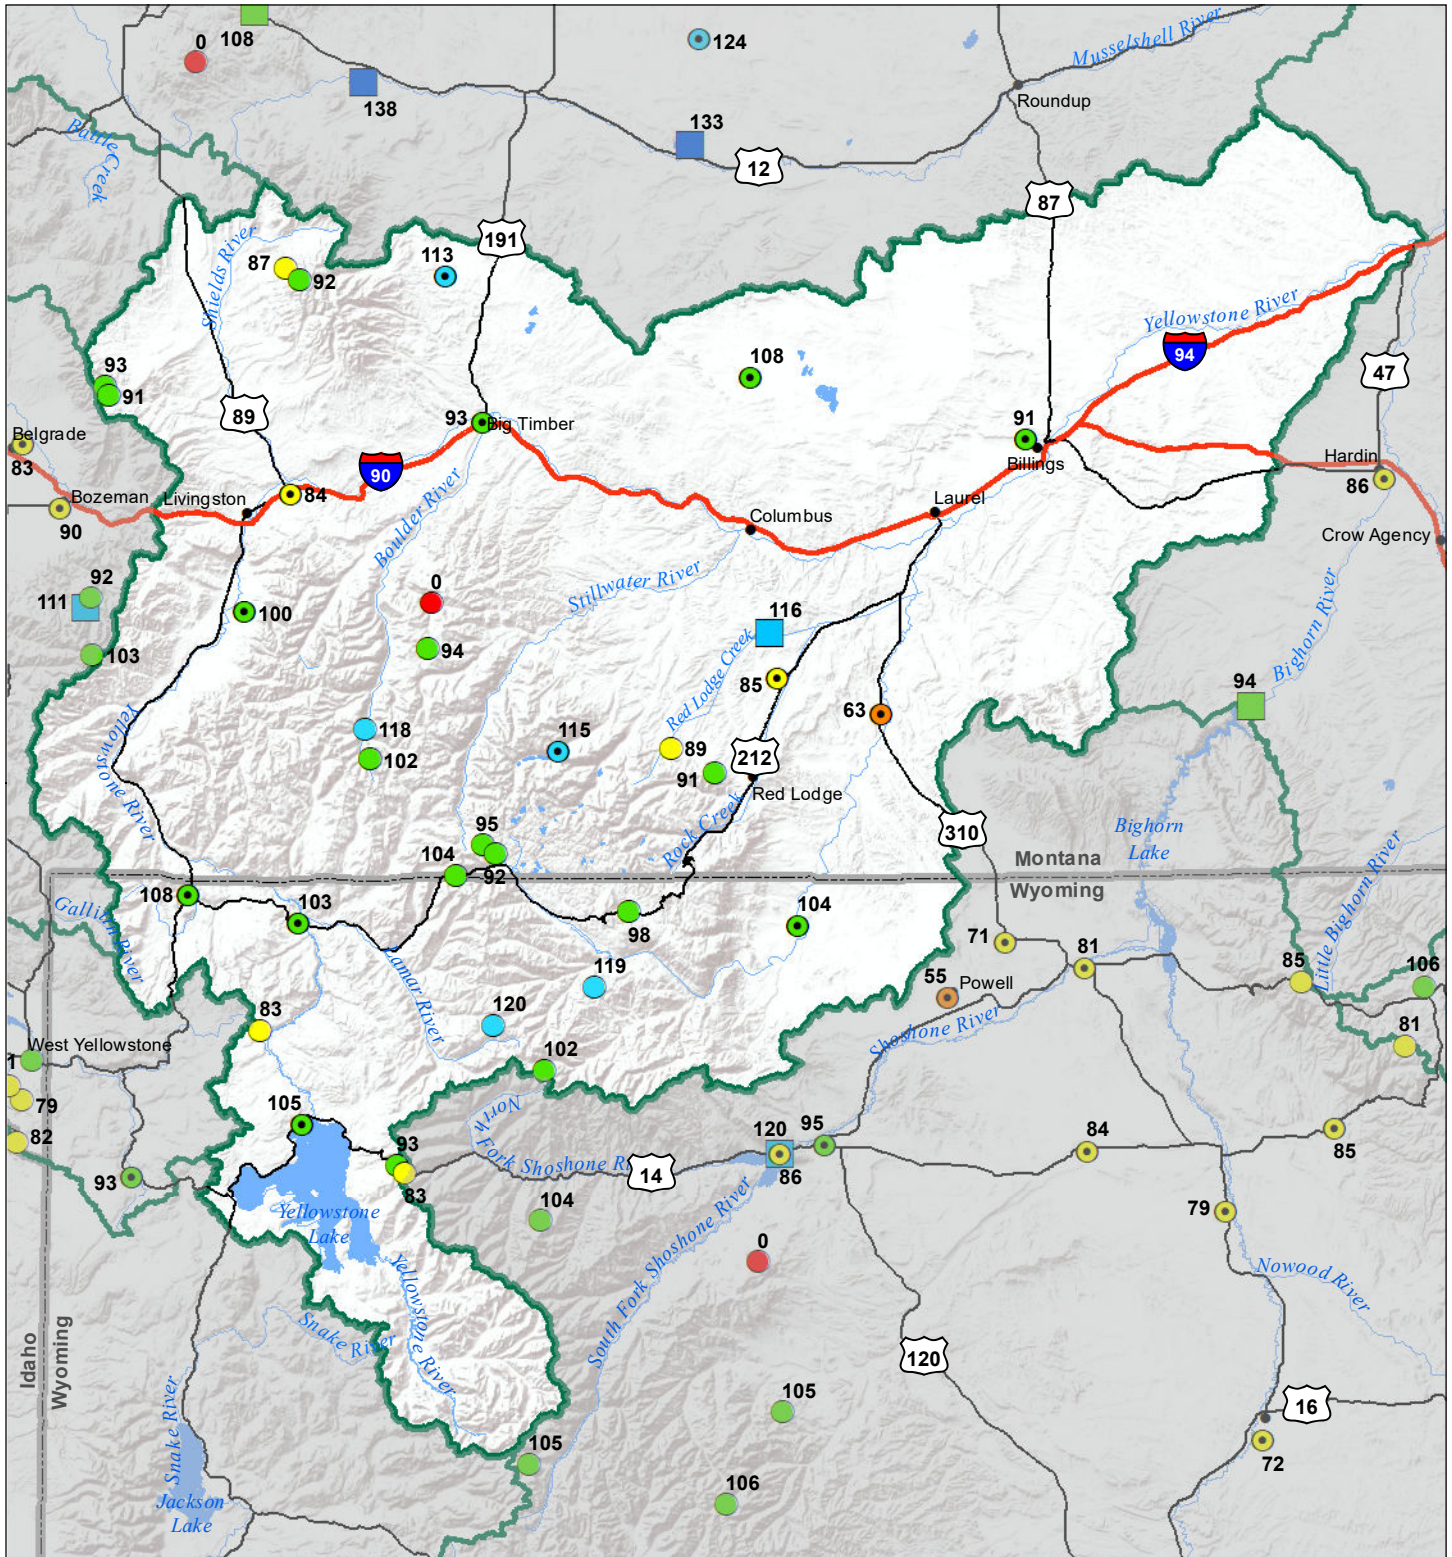 108
0
124
Musselshell River
138
Roundup
133
Battle Creek
12
87
191
Shields River
113
87
92
Yellowstone River
94
93
91
108
47
89
93
Big Timber
91
Belgrade
83
Billings
Hardin
90
86
Bozeman
Livingston
84
Laurel
90
Columbus
Crow Agency
Boulder River
Stillwater River
92
111
0
100
116
103
94
Red Lodge Creek
Bighorn River
85
94
63
Yellowstone River
118
115
89
102
91
212
Red Lodge
Rock Creek
310
Bighorn
Lake
95
104
92
Montana
Wyoming
Little Bighorn River
108
Gallitin River
103
98
104
71
81
Lamar River
119
85
106
55
Powell
120
83
Shoshone River
81
West Yellowstone
1
102
79
105
North Fork Shoshone Ri
82
93
120
95
84
85
86
14
93
83
104
79
Yellowstone
Lake
South Fork Shoshone River
0
Nowood River
Yellowstone River
Snake River
Idaho
Wyoming
120
Snake River
105
16
105
72
Jackson
Lake
106